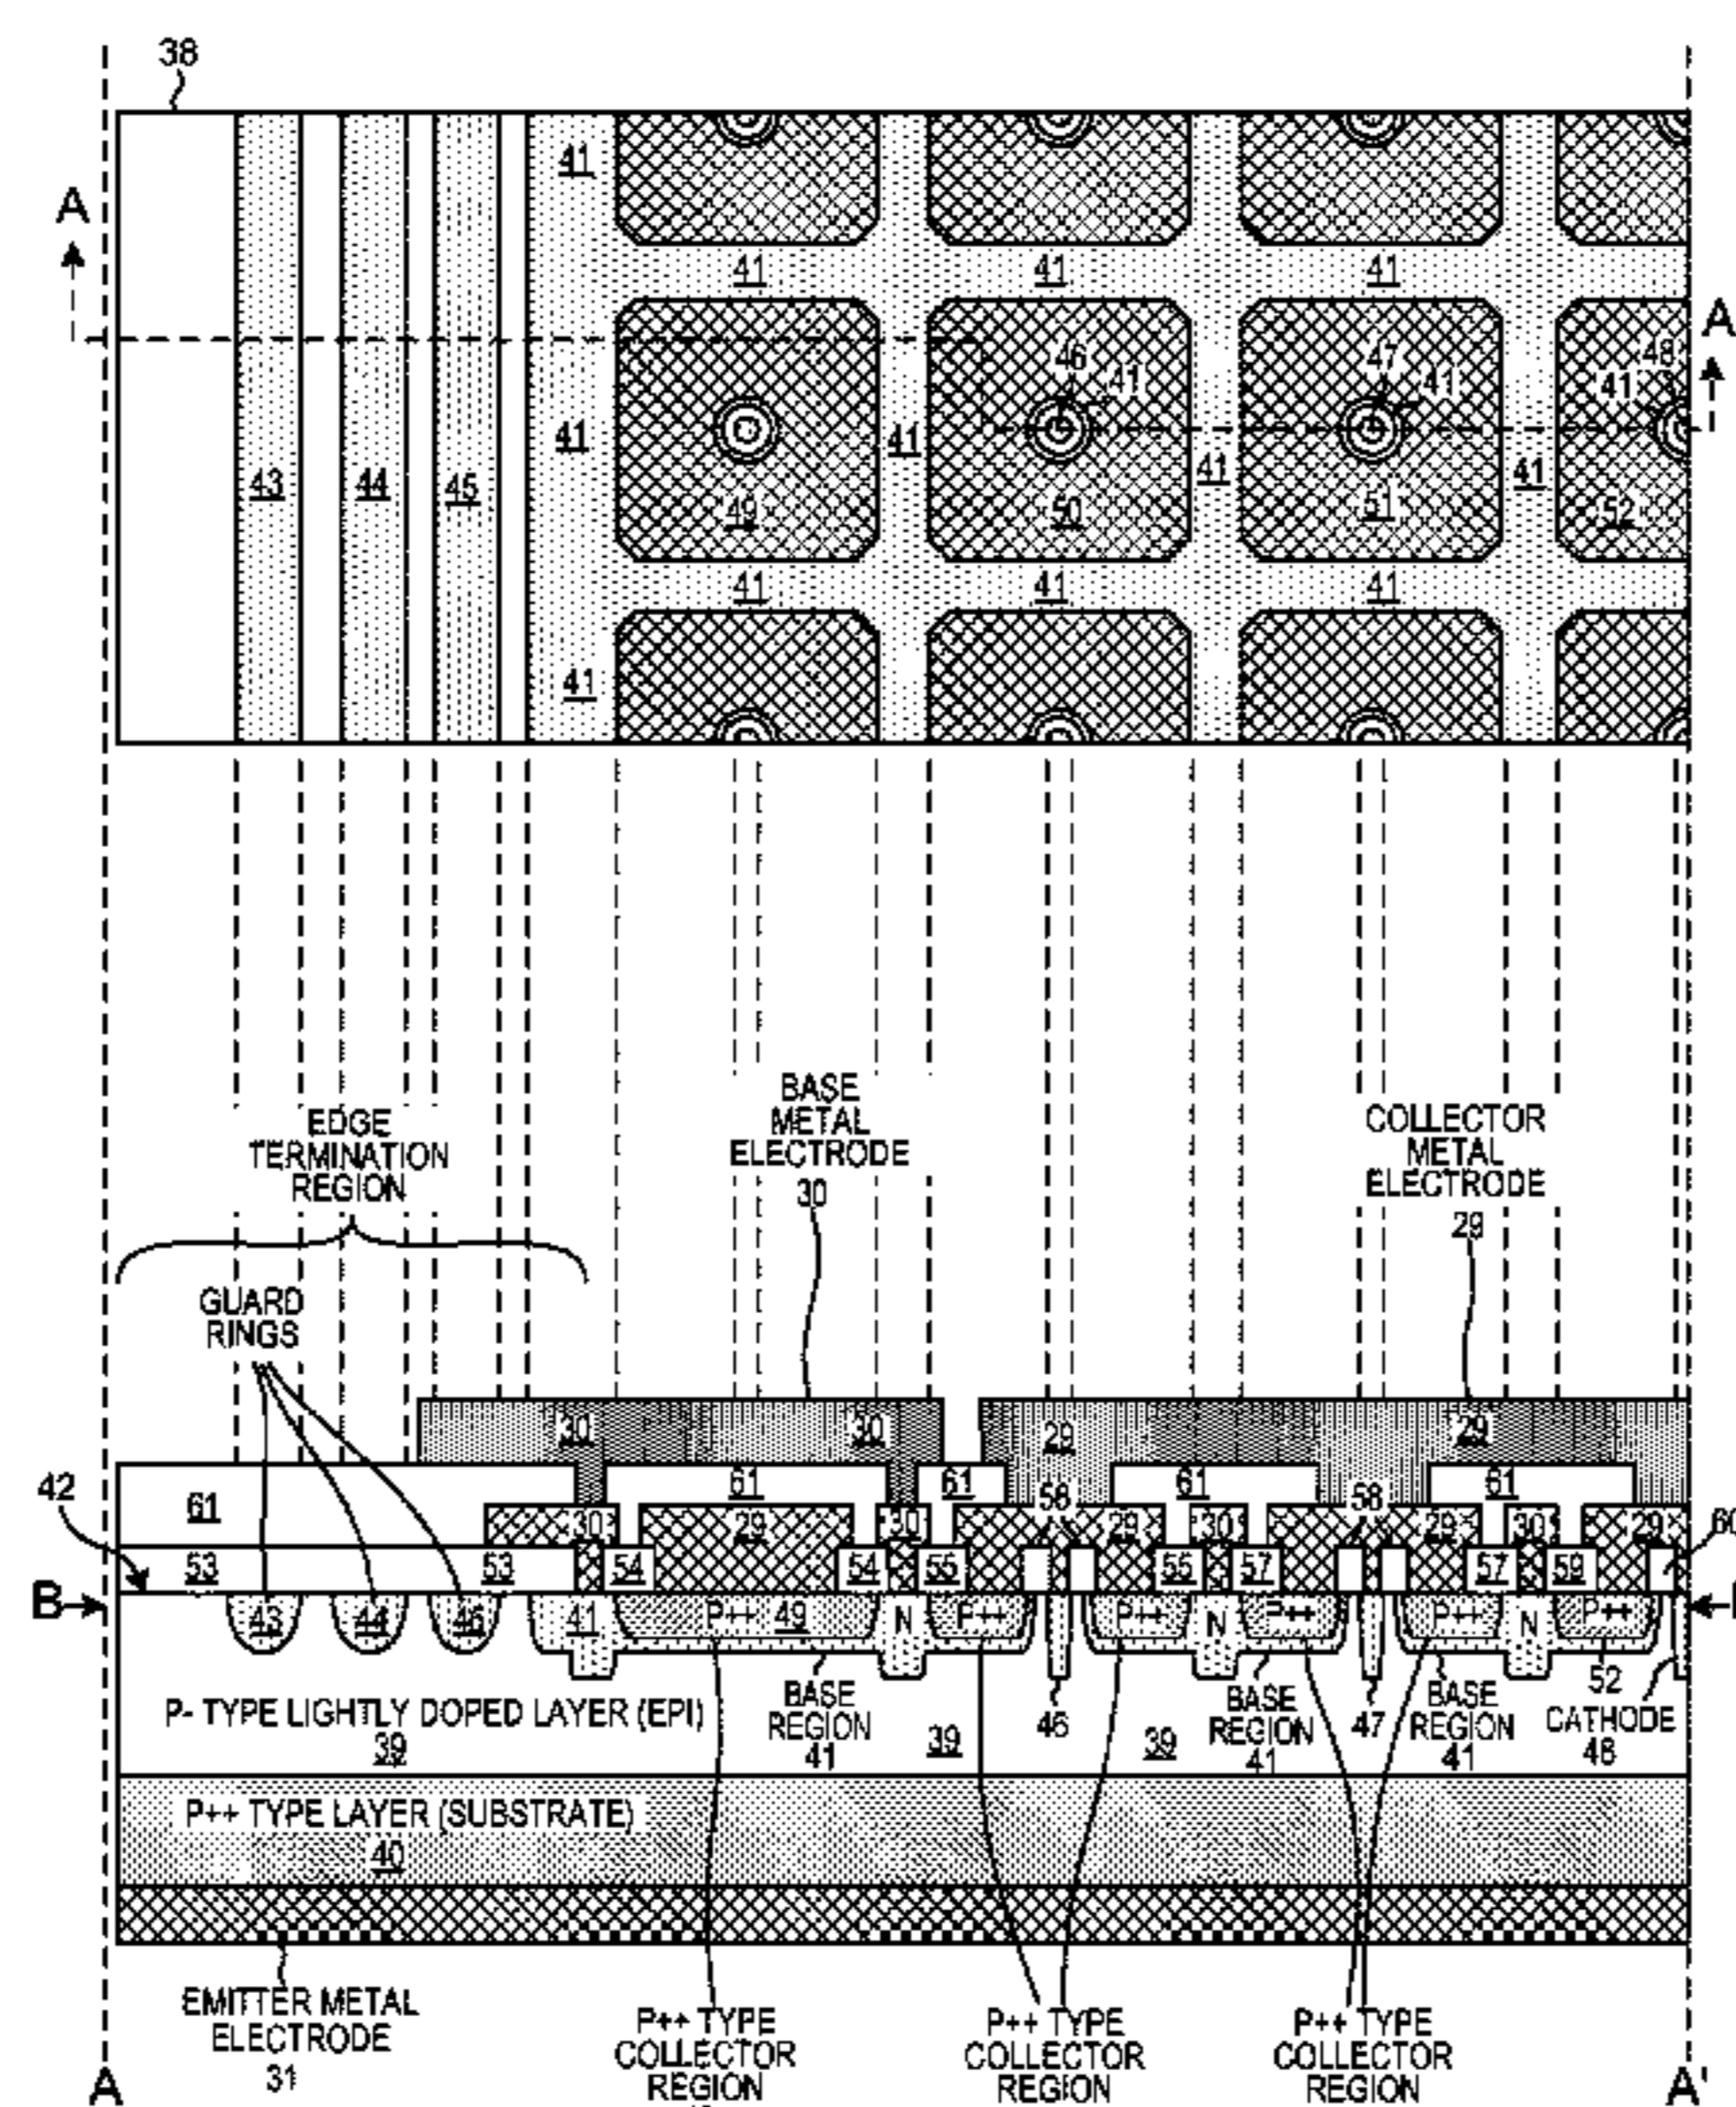 38
41
A
41 41 41
A
46 41 47 41 48 41
41 41 41 41
43 44 45
49 50 51 52
41 41 41
41
BASE
METAL
ELECTRODE
30
EDGE
TERMINATION
REGION
COLLECTOR
METAL
ELECTRODE
29
GUARD
RINGS
30 30 29 29
61 61 61 61 61
42
58 58
30 29 30 29 30 29 30 29
60
53 53 54 54 55 55 57 57 59
B
43 44 45 41 P++ 49 N P++ P++ N P++ P++ N P++
BASE
REGION
41
46
BASE
REGION
41
47
BASE
REGION
41
52
CATHODE
48
P- TYPE LIGHTLY DOPED LAYER (EPI)
39 39 39
P++ TYPE LAYER (SUBSTRATE)
40
EMITTER METAL
ELECTRODE
31
P++ TYPE
COLLECTOR
REGION
P++ TYPE
COLLECTOR
REGION
P++ TYPE
COLLECTOR
REGION
A A'